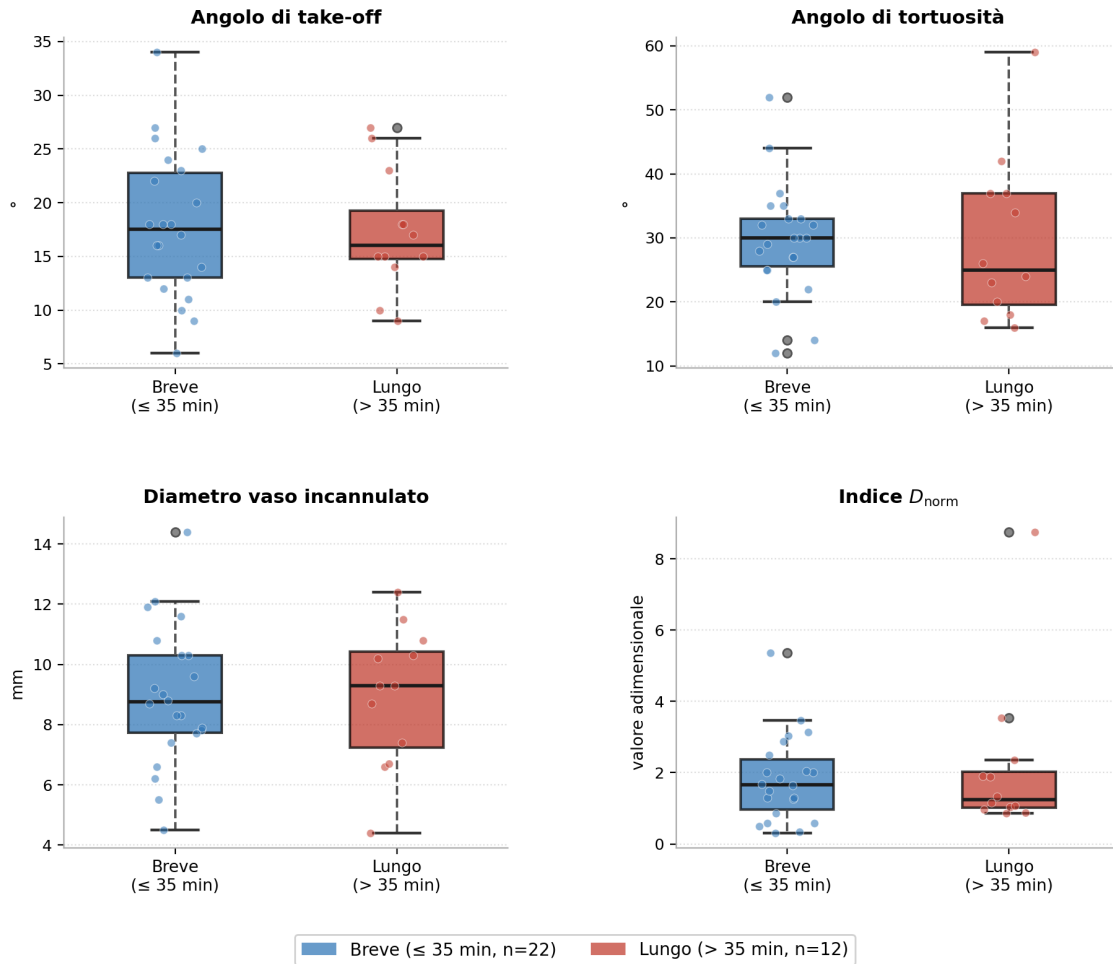 Angolo di take-off
35
30
25
20
15
10
5
°
Breve
(≤ 35 min)
Lungo
(> 35 min)
Angolo di tortuosità
60
50
40
30
20
10
°
Breve
(≤ 35 min)
Lungo
(> 35 min)
Diametro vaso incannulato
14
12
10
8
6
4
mm
Breve
(≤ 35 min)
Lungo
(> 35 min)
Indice Dnorm
8
6
4
2
0
valore adimensionale
Breve
(≤ 35 min)
Lungo
(> 35 min)
Breve (≤ 35 min, n=22)
Lungo (> 35 min, n=12)